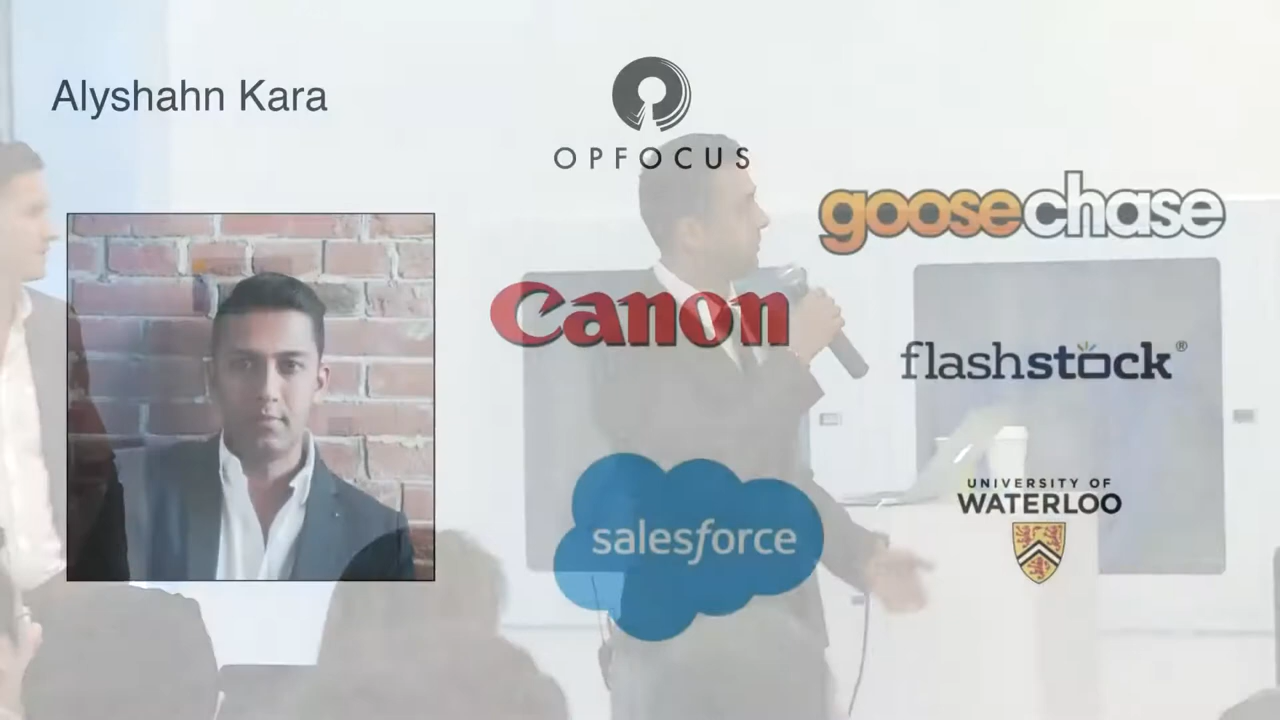 Alyshahn Kara
OPFOCUS
goosechase
Canon
flashstock®
salesforce
UNIVERSITY OF
WATERLOO